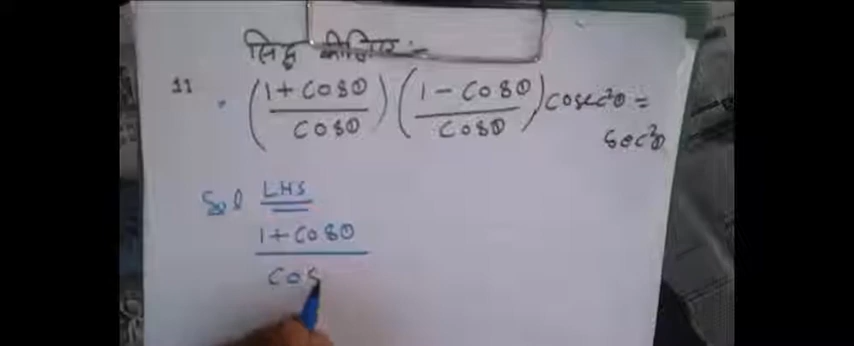 सिद्ध कीजिए :-
11 . (1 + cosθ / cosθ) (1 - cosθ / cosθ) cosec²θ =
sec²θ
Sol LHS
1 + cosθ
cos